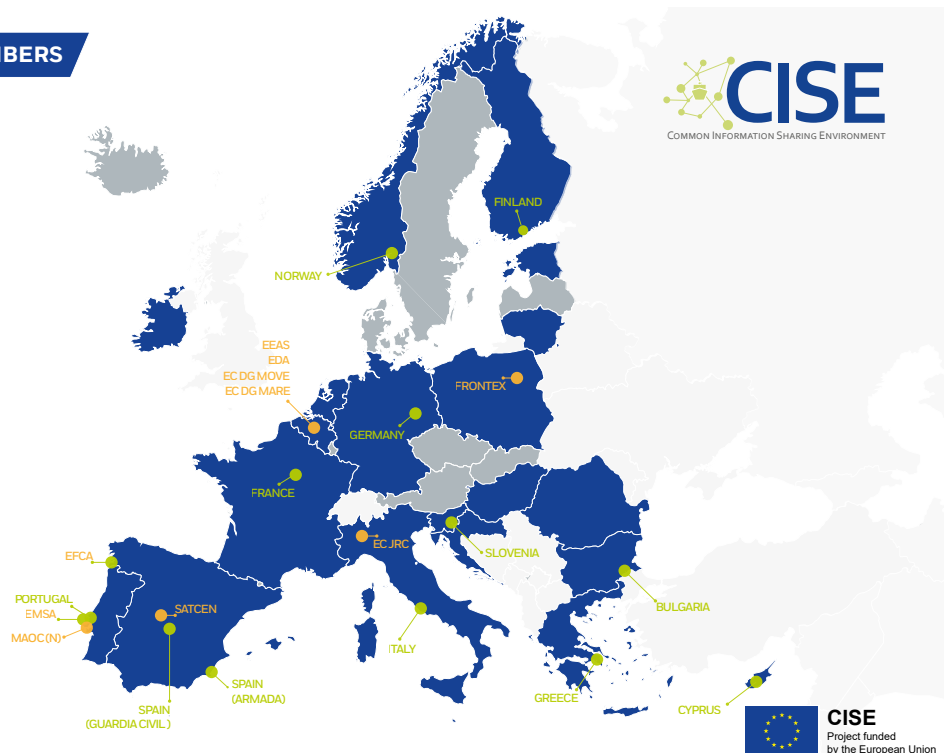 IBERS
CISE
COMMON INFORMATION SHARING ENVIRONMENT
FINLAND
NORWAY
EEAS
EDA
EC DG MOVE
EC DG MARE
FRONTEX
GERMANY
FRANCE
EC JRC
SLOVENIA
EFCA
PORTUGAL
EMSA
MAOC (N)
SATCEN
BULGARIA
ITALY
SPAIN
(ARMADA)
GREECE
SPAIN
(GUARDIA CIVIL )
CYPRUS
CISE
Project funded
by the European Union